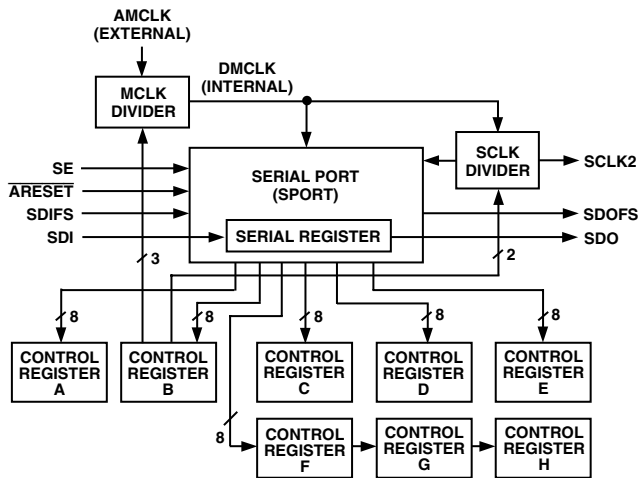 AMCLK
(EXTERNAL)
DMCLK
(INTERNAL)
MCLK
DIVIDER
SE
ARESET
SDIFS
SDI
SERIAL PORT
(SPORT)
SERIAL REGISTER
SCLK
DIVIDER
SCLK2
SDOFS
SDO
3
2
8
8
8
8
8
CONTROL
REGISTER
A
CONTROL
REGISTER
B
CONTROL
REGISTER
C
CONTROL
REGISTER
D
CONTROL
REGISTER
E
8
CONTROL
REGISTER
F
CONTROL
REGISTER
G
CONTROL
REGISTER
H